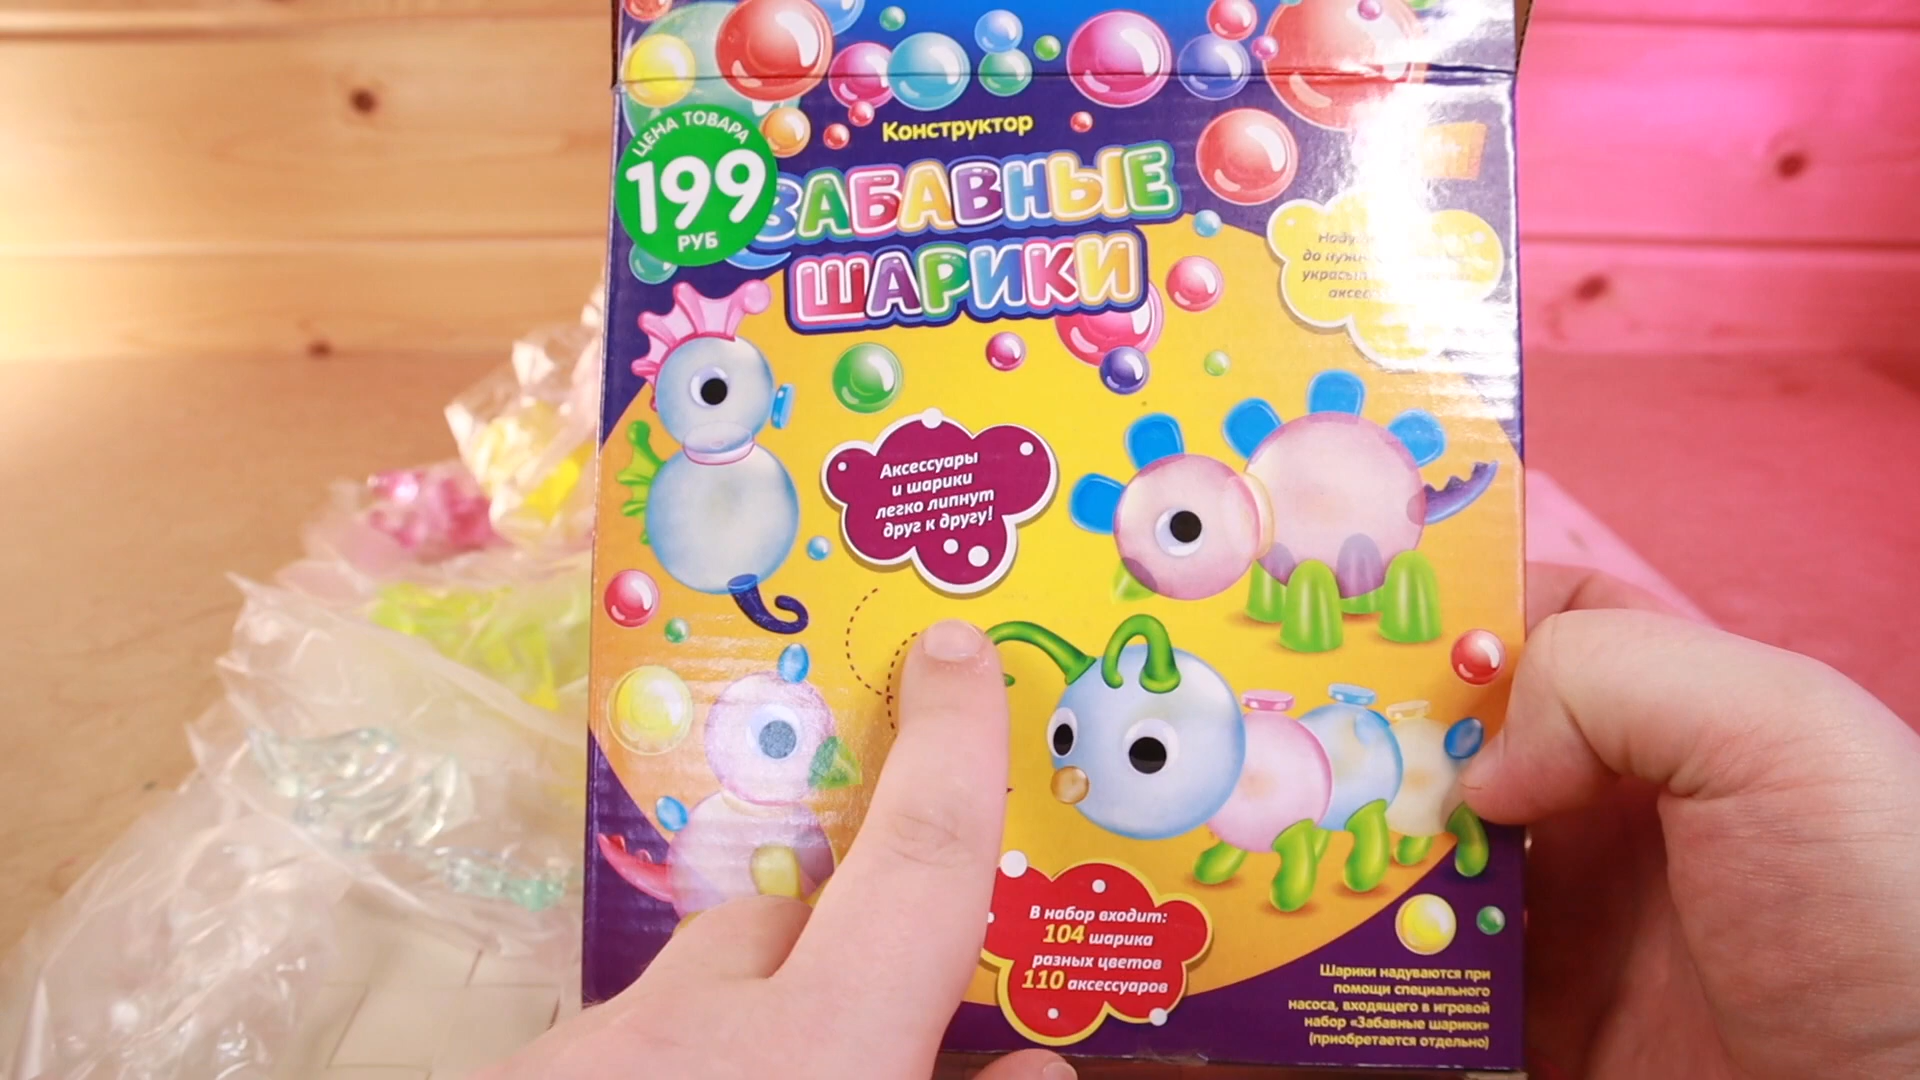 Конструктор
ЦЕНА ТОВАРА
199
РУБ
ЗАБАВНЫЕ
ШАРИКИ
до
Аксессуары
и шарики
легко липнут
друг к другу!
В набор входит:
104 шарика
разных цветов
110 аксессуаров
Шарики надуваются при
помощи специального
насоса, входящего в игровой
набор «Забавные шарики»
(приобретается отдельно)